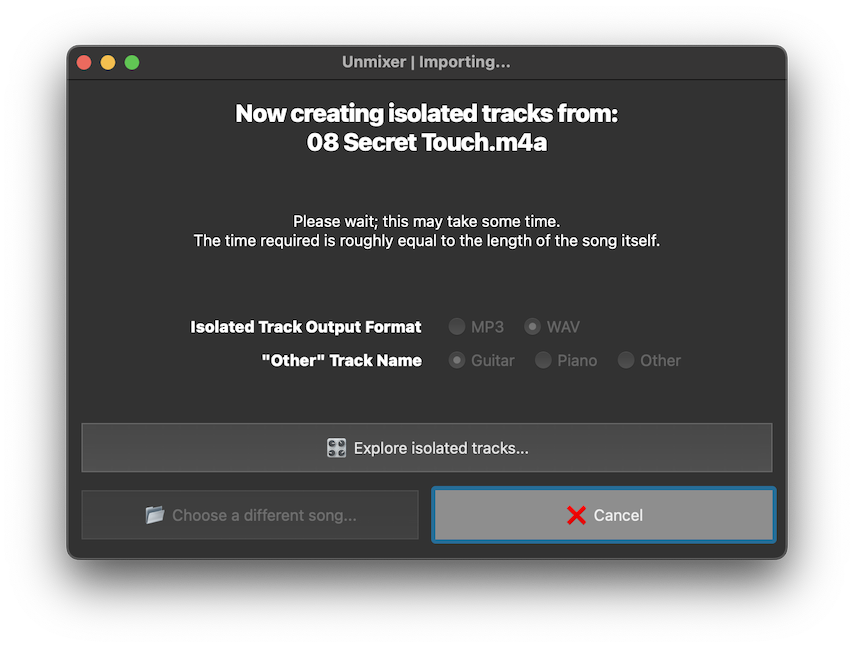 Unmixer | Importing...
Now creating isolated tracks from:
08 Secret Touch.m4a
Please wait; this may take some time.
The time required is roughly equal to the length of the song itself.
Isolated Track Output Format MP3 WAV
"Other" Track Name Guitar Piano Other
Explore isolated tracks...
Choose a different song... Cancel